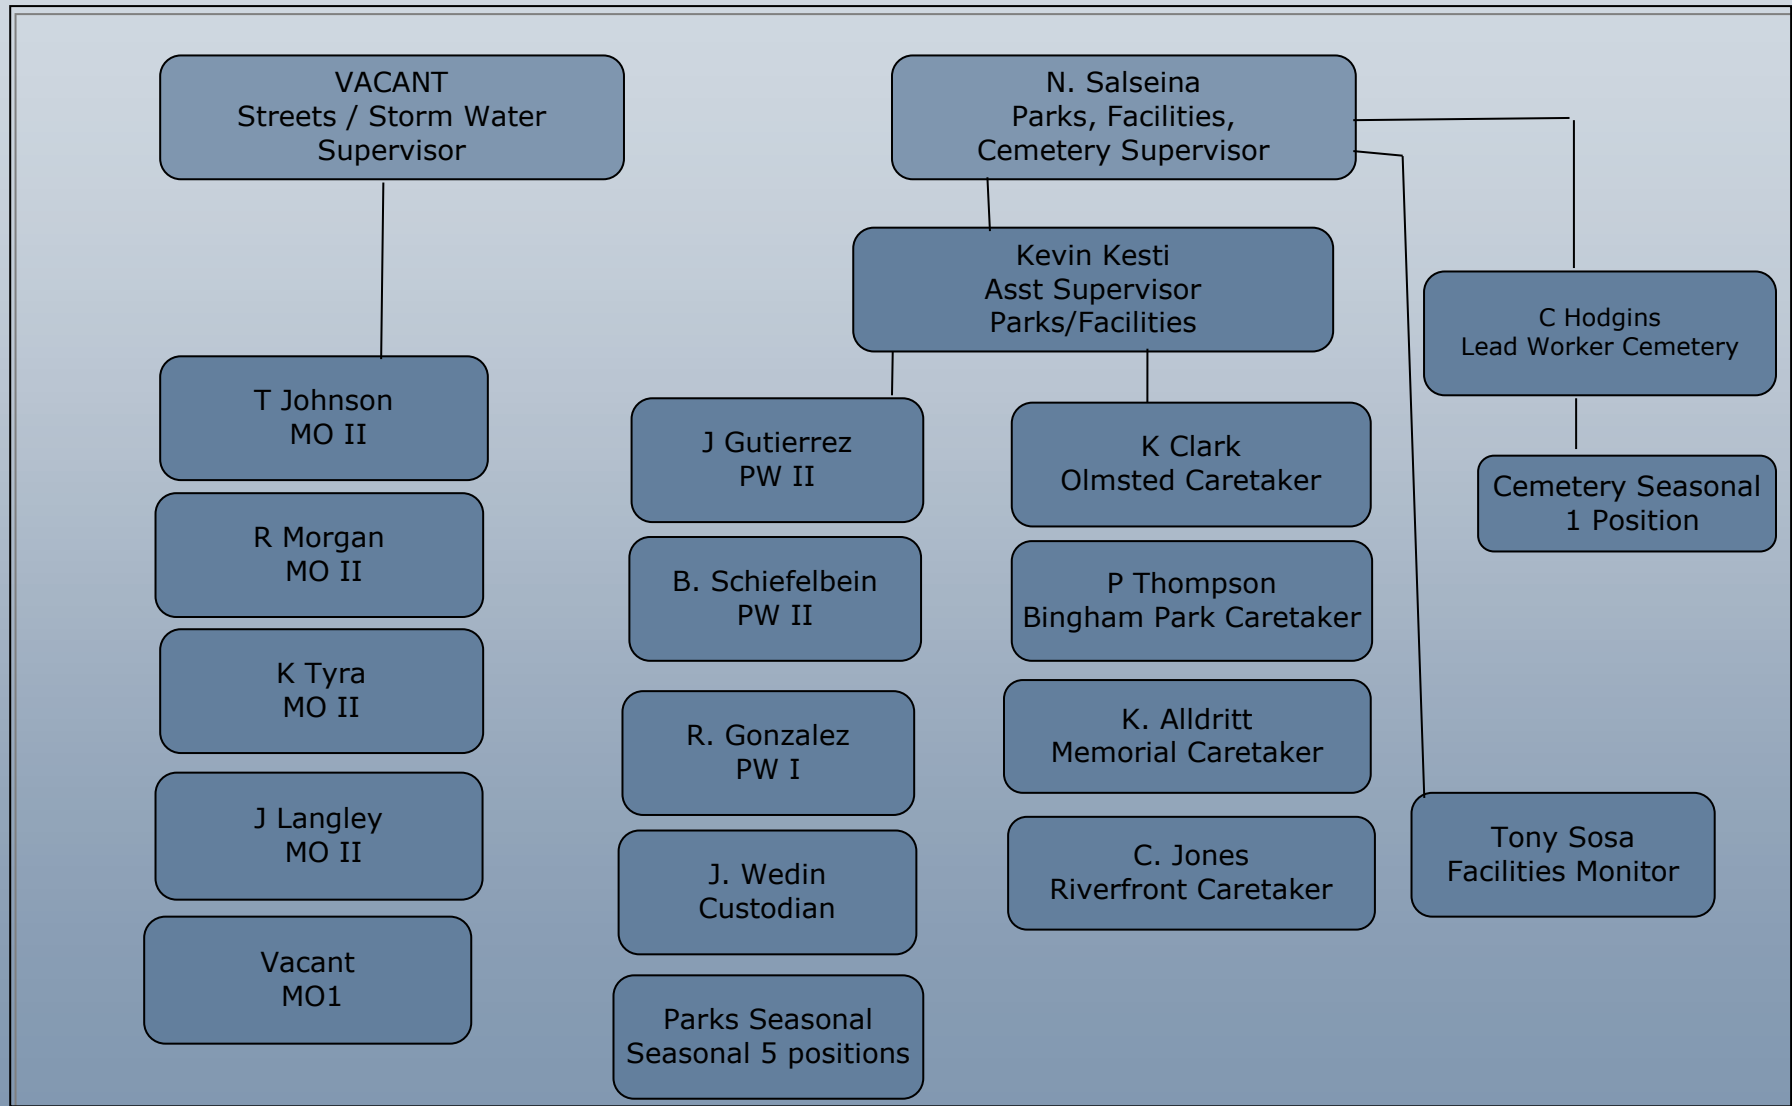 VACANT
Streets / Storm Water
Supervisor
N. Salseina
Parks, Facilities,
Cemetery Supervisor
Kevin Kesti
Asst Supervisor
Parks/Facilities
C Hodgins
Lead Worker Cemetery
Cemetery Seasonal
1 Position
T Johnson
MO II
R Morgan
MO II
K Tyra
MO II
J Langley
MO II
Vacant
MO1
J Gutierrez
PW II
B. Schiefelbein
PW II
R. Gonzalez
PW I
J. Wedin
Custodian
Parks Seasonal
Seasonal 5 positions
K Clark
Olmsted Caretaker
P Thompson
Bingham Park Caretaker
K. Alldritt
Memorial Caretaker
C. Jones
Riverfront Caretaker
Tony Sosa
Facilities Monitor